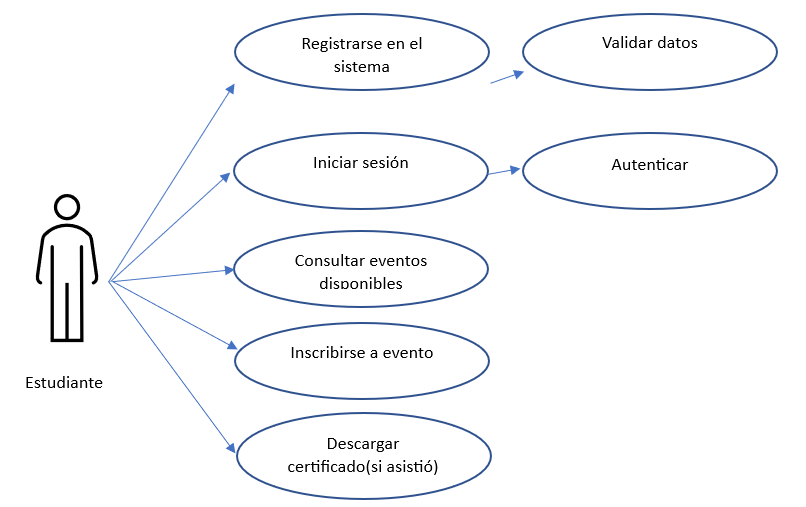 Registrarse en el
sistema
Validar datos
Iniciar sesión
Autenticar
Consultar eventos
disponibles
Inscribirse a evento
Estudiante
Descargar
certificado(si asistió)